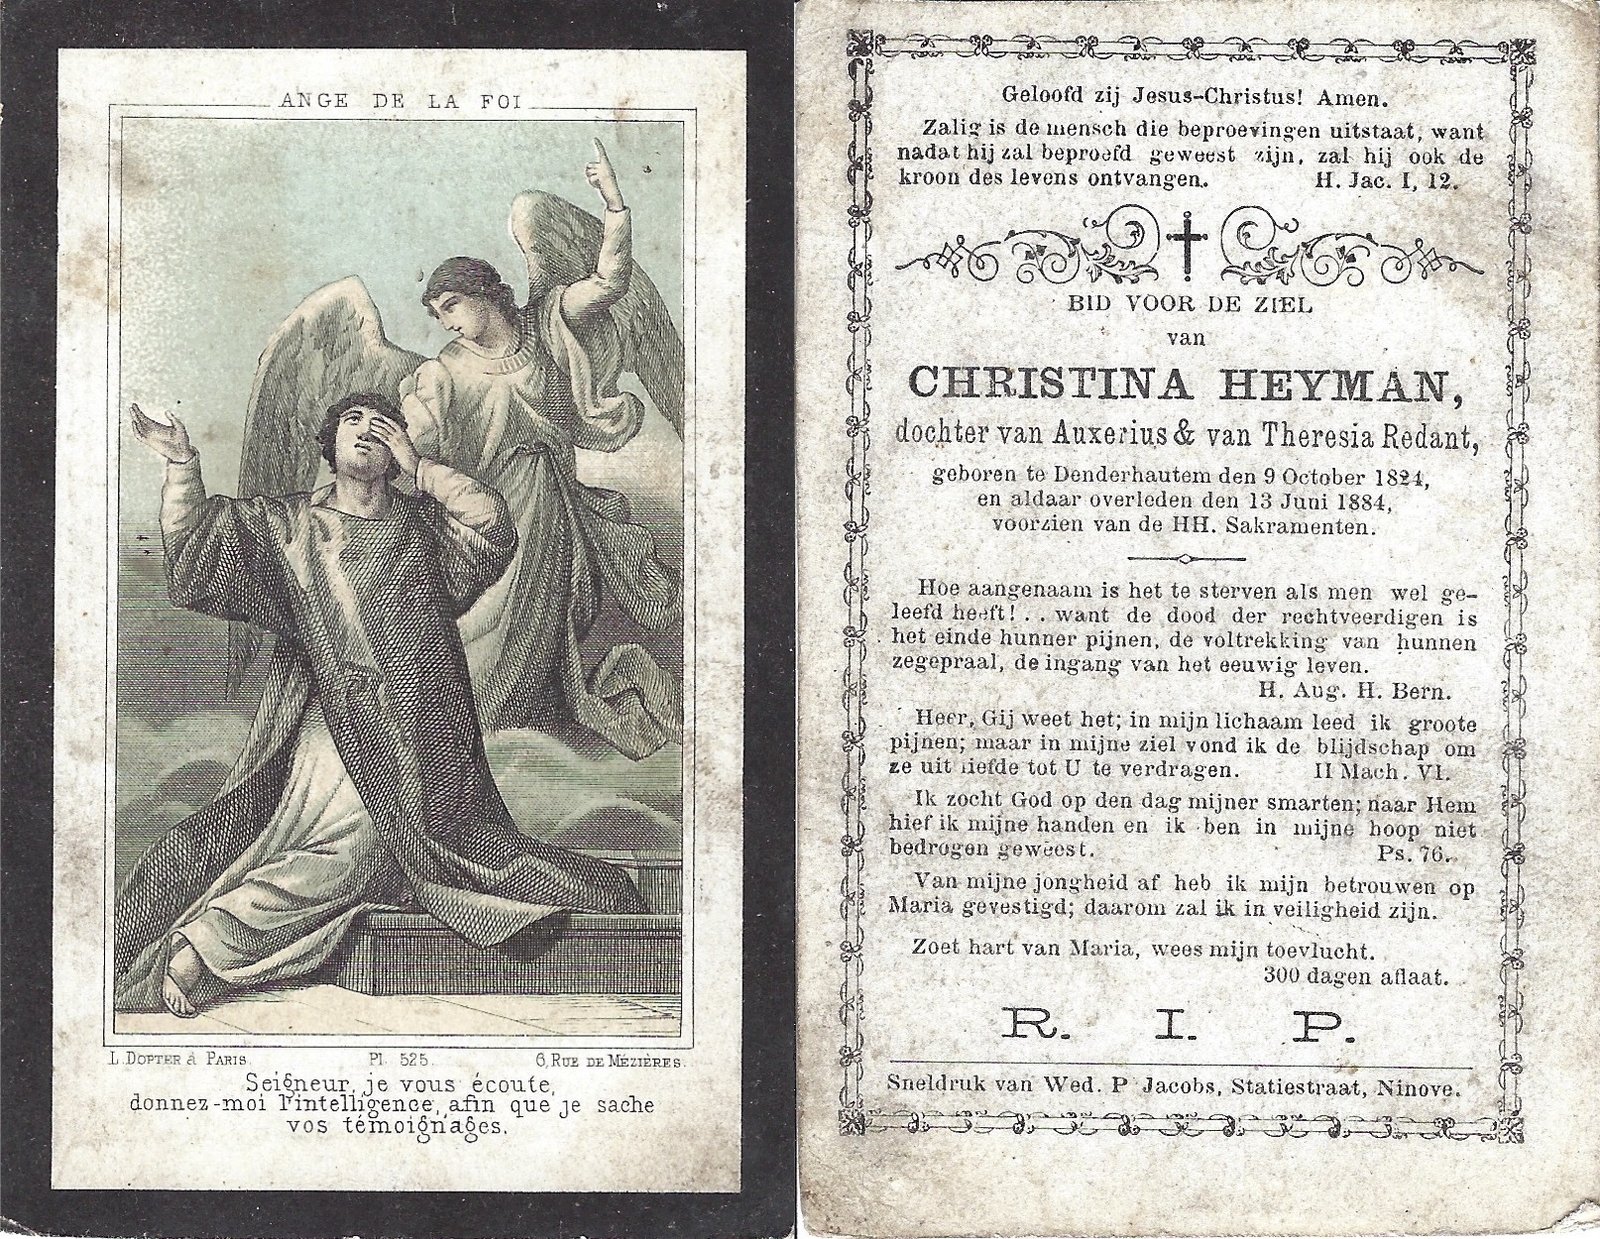 ANGE DE LA FOI
L. DOPTER à PARIS.
Pl. 525.
6, RUE DE MÉZIÈRES.
Seigneur, je vous écoute,
donnez-moi l'intelligence, afin que je sache
vos témoignages.
Geloofd zij Jesus-Christus! Amen.
Zalig is de mensch die beproevingen uitstaat, want
nadat hij zal beproefd geweest zijn, zal hij ook de
kroon des levens ontvangen. H. Jac. I, 12.
BID VOOR DE ZIEL
van
CHRISTINA HEYMAN,
dochter van Auxerius & van Theresia Redant,
geboren te Denderhautem den 9 October 1824,
en aldaar overleden den 13 Juni 1884,
voorzien van de HH. Sakramenten.
Hoe aangenaam is het te sterven als men wel ge-
leefd heeft!.. want de dood der rechtveerdigen is
het einde hunner pijnen, de voltrekking van hunnen
zegepraal, de ingang van het eeuwig leven.
H. Aug. H. Bern.
Heer, Gij weet het; in mijn lichaam leed ik groote
pijnen; maar in mijne ziel vond ik de blijdschap om
ze uit liefde tot U te verdragen. II Mach. VI.
Ik zocht God op den dag mijner smarten; naar Hem
hief ik mijne handen en ik ben in mijne hoop niet
bedrogen geweest. Ps. 76.
Van mijne jongheid af heb ik mijn betrouwen op
Maria gevestigd; daarom zal ik in veiligheid zijn.
Zoet hart van Maria, wees mijn toevlucht.
300 dagen aflaat.
R. I. P.
Sneldruk van Wed. P Jacobs, Statiestraat, Ninove.